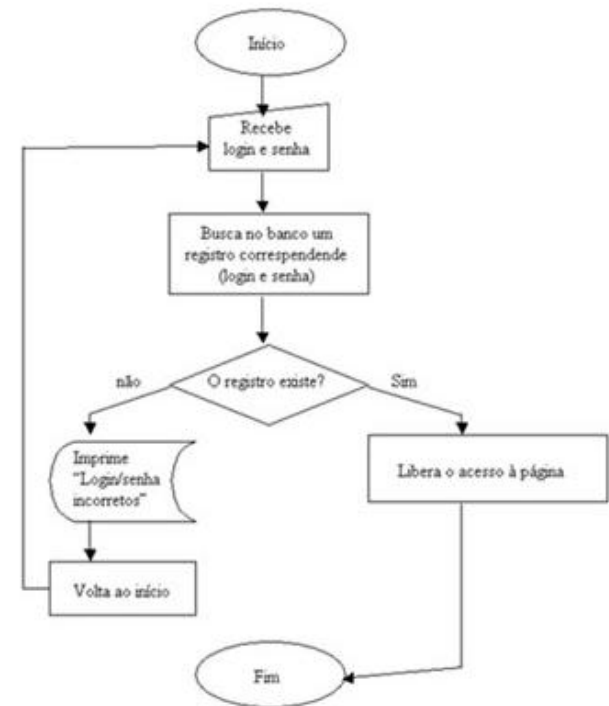 Início
Recebe
login e senha
Busca no banco um
registro correspendende
(login e senha)
O registro existe?
não
Sim
Imprime
"Login/senha
incorretos"
Libera o acesso à página
Volta ao início
Fim